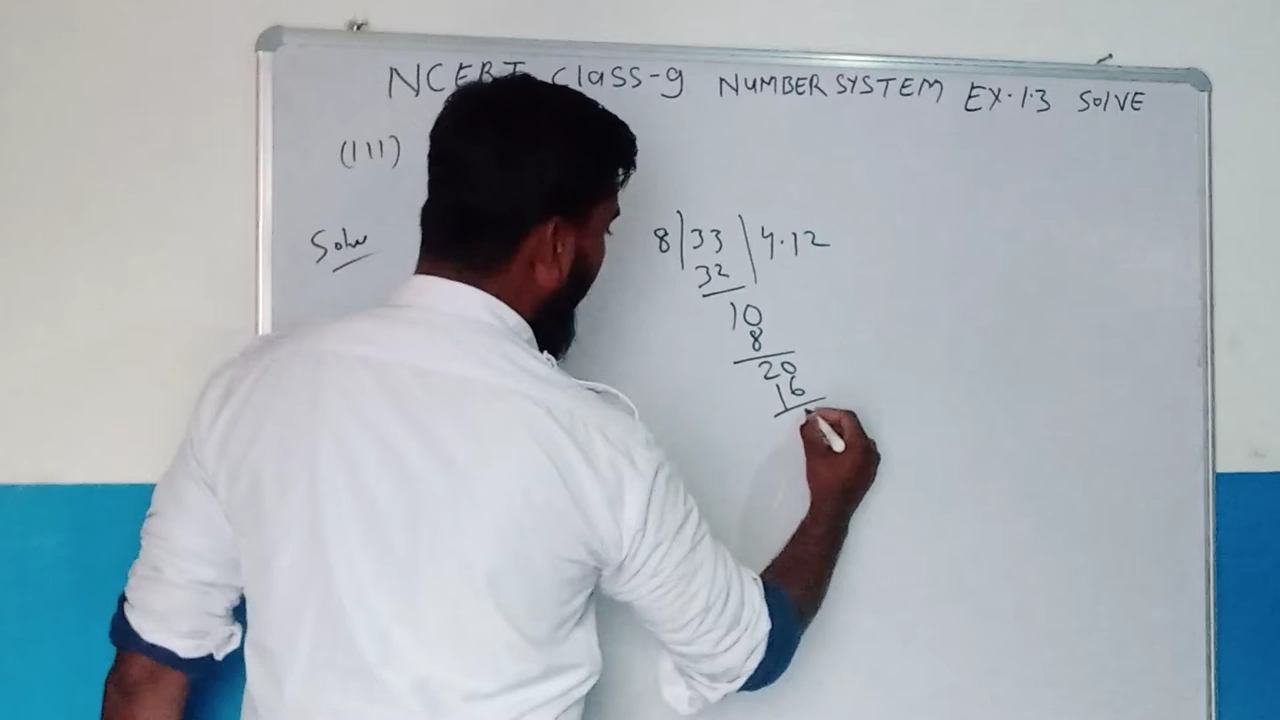 NCERT class-9 NUMBER SYSTEM EX.1.3 SOLVE
(111)
Solu
8 33 4.12
32
10
8
20
16